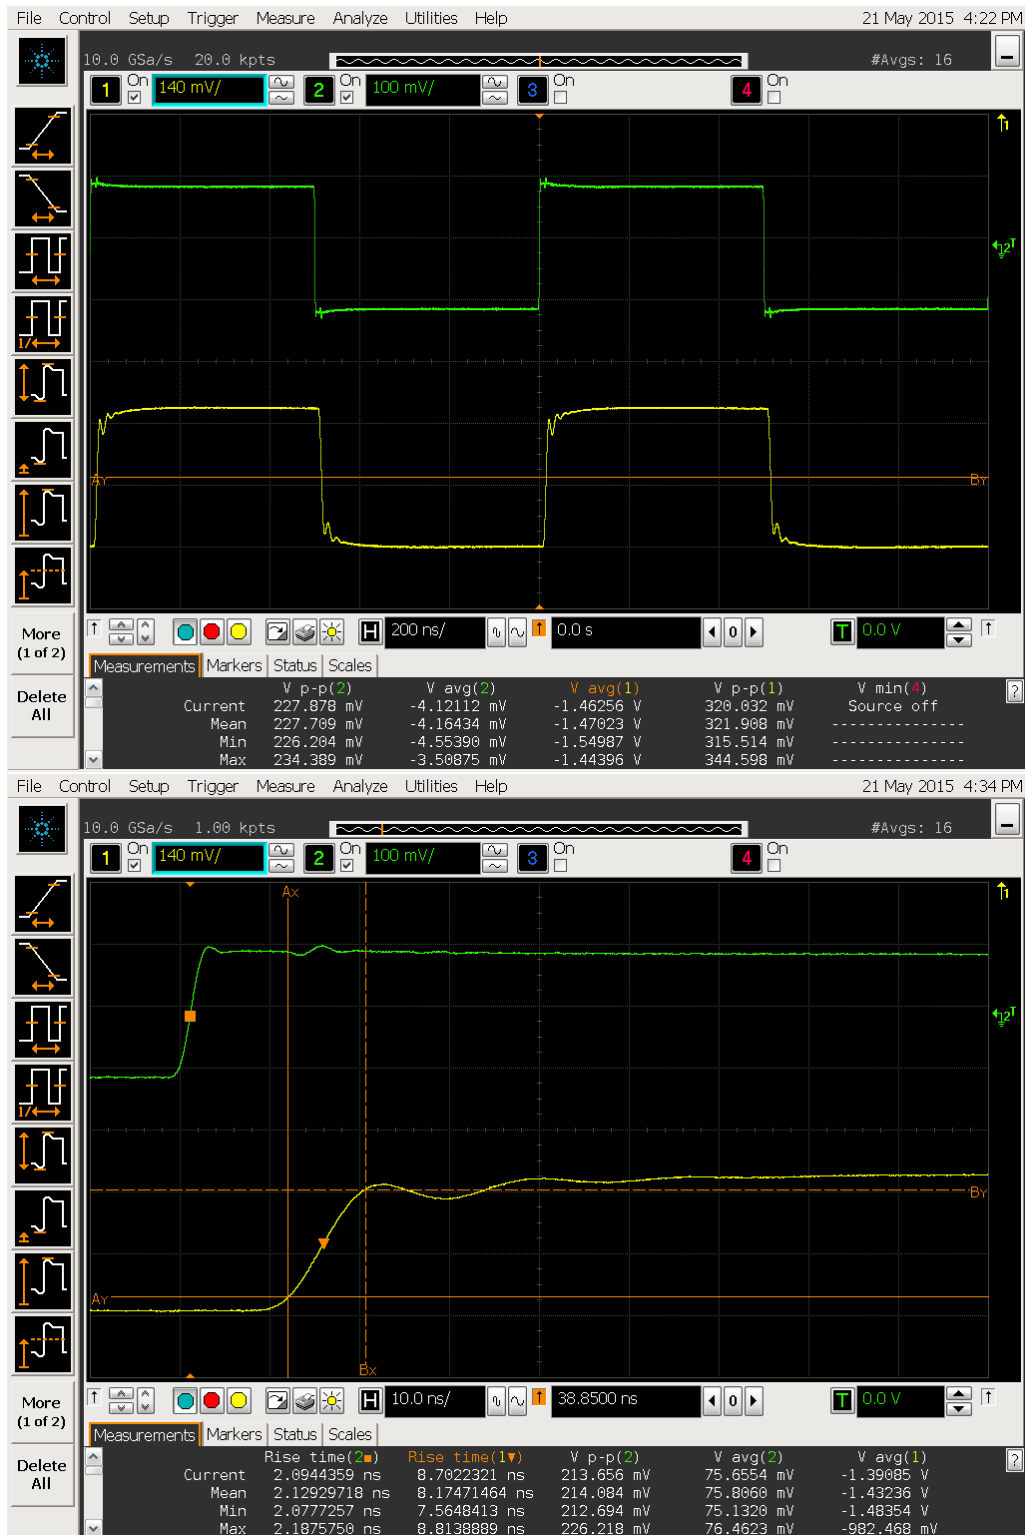 File Control Setup Trigger Measure Analyze Utilities Help 21 May 2015 4:22 PM
10.0 GSa/s 20.0 kpts #Avgs: 16
1 On 140 mV/ 2 On 100 mV/ 3 On 4 On
1
2 T
Ay By
More
(1 of 2)
Delete
All
H 200 ns/ 0.0 s 0 T 0.0 V
Measurements Markers Status Scales
V p-p(2) V avg(2) V avg(1) V p-p(1) V min(4) ?
Current 227.878 mV -4.12112 mV -1.46256 V 320.032 mV Source off
Mean 227.709 mV -4.16434 mV -1.47023 V 321.908 mV ---------------
Min 226.204 mV -4.55390 mV -1.54987 V 315.514 mV ---------------
Max 234.389 mV -3.50875 mV -1.44396 V 344.598 mV ---------------
File Control Setup Trigger Measure Analyze Utilities Help 21 May 2015 4:34 PM
10.0 GSa/s 1.00 kpts #Avgs: 16
1 On 140 mV/ 2 On 100 mV/ 3 On 4 On
Ax 1
2 T
By
Ay
Bx
More
(1 of 2)
Delete
All
H 10.0 ns/ 38.8500 ns 0 T 0.0 V
Measurements Markers Status Scales
Rise time(2■) Rise time(1▼) V p-p(2) V avg(2) V avg(1) ?
Current 2.0944359 ns 8.7022321 ns 213.656 mV 75.6554 mV -1.39085 V
Mean 2.12929718 ns 8.17471464 ns 214.084 mV 75.8060 mV -1.43236 V
Min 2.0777257 ns 7.5648413 ns 212.694 mV 75.1320 mV -1.48354 V
Max 2.1875750 ns 8.8138889 ns 226.218 mV 76.4623 mV -982.468 mV